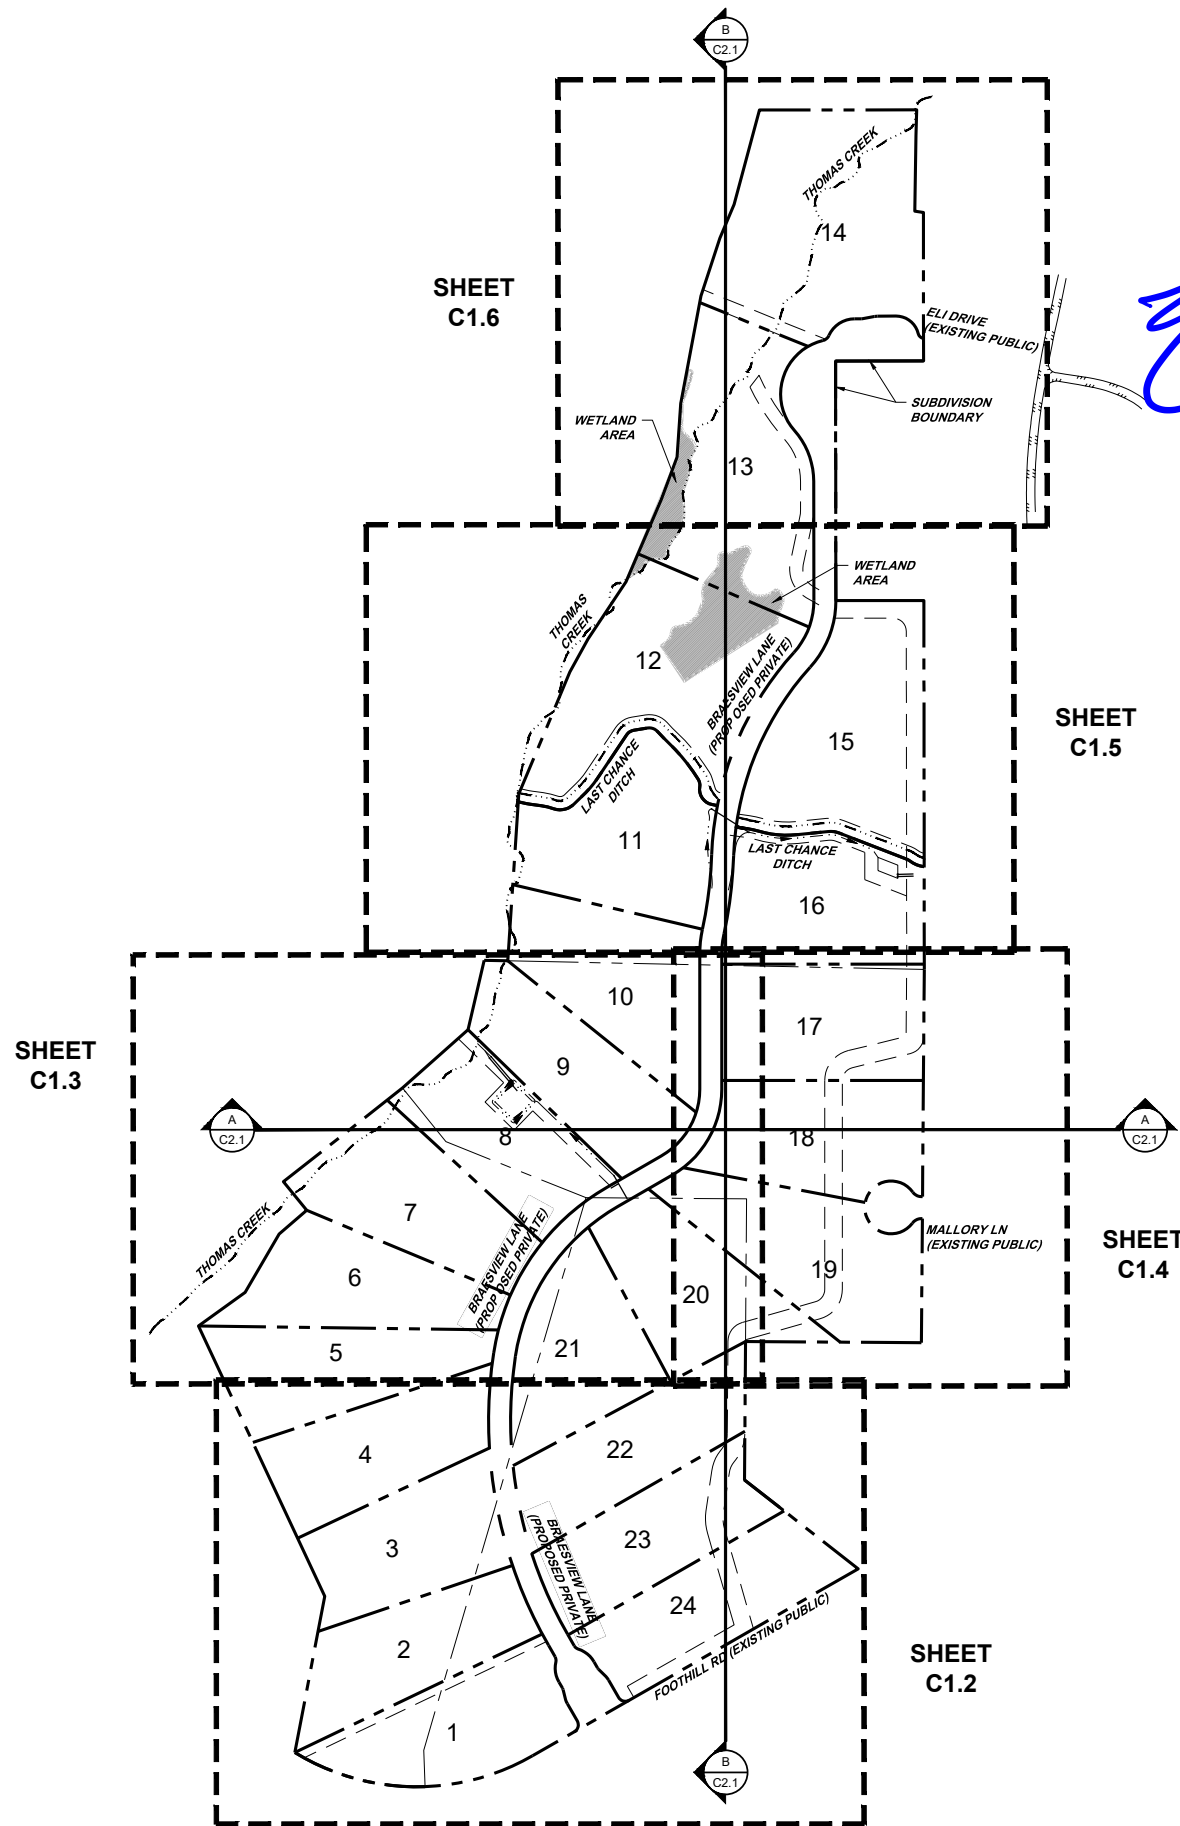 B
C2.1
THOMAS CREEK
14
SHEET
C1.6
ELI DRIVE
(EXISTING PUBLIC)
SUBDIVISION
BOUNDARY
WETLAND
AREA
13
WETLAND
AREA
THOMAS
CREEK
12
BRAESVIEW LANE
(PROPOSED PRIVATE)
SHEET
C1.5
15
LAST CHANCE
DITCH
11
LAST CHANCE
DITCH
16
10
17
SHEET
C1.3
9
A
C2.1
8
18
A
C2.1
7
THOMAS CREEK
BRAESVIEW LANE
(PROPOSED PRIVATE)
MALLORY LN
(EXISTING PUBLIC)
SHEET
C1.4
6
19
20
5
21
4
22
3
23
BRAESVIEW LANE
(PROPOSED PRIVATE)
24
2
FOOTHILL RD (EXISTING PUBLIC)
SHEET
C1.2
1
B
C2.1